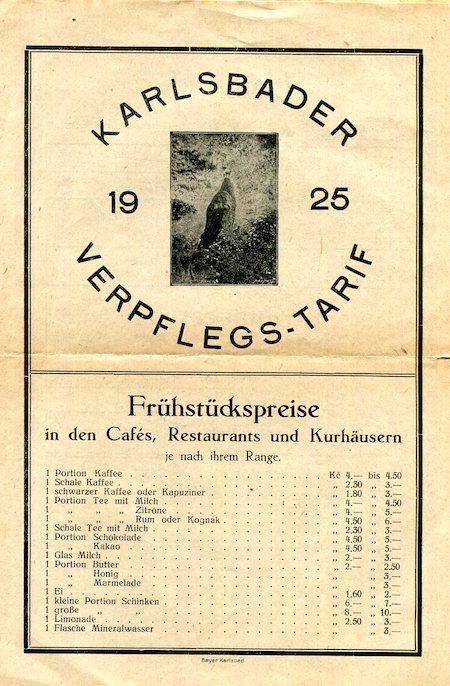 KARLSBADER
1925
VERPFLEGS-TARIF
Frühstückspreise
in den Cafés, Restaurants und Kurhäusern
je nach ihrem Range.
1 Portion Kaffee . . . Kč 4.— bis 4.50
1 Schale Kaffee . . . „ 2.30 „ 3.—
1 schwarzer Kaffee oder Kapuziner . . . „ 1.80 „ 3.—
1 Portion Tee mit Milch . . . „ 4.— „ 4.50
1 „ „ „ Zitrone . . . „ 4.— „ 5.—
1 „ „ „ Rum oder Kognak . . . „ 4.50 „ 6.—
1 Schale Tee mit Milch . . . „ 2.30 „ 3.—
1 Portion Schokolade . . . „ 4.50 „ 5.—
1 „ Kakao . . . „ 4.50 „ 5.—
1 Glas Milch . . . „ 2.— „ 3.—
1 Portion Butter . . . „ 2.— „ 2.50
1 „ Honig . . . „ 3.—
1 „ Marmelade . . . „ 3.—
1 Ei . . . „ 1.60 „ 2.—
1 kleine Portion Schinken . . . „ 6.— „ 7.—
1 große „ „ . . . „ 8.— „ 10.—
1 Limonade . . . „ 2.50 „ 3.—
1 Flasche Mineralwasser . . . „ 3.—
Bayer Karlsbad